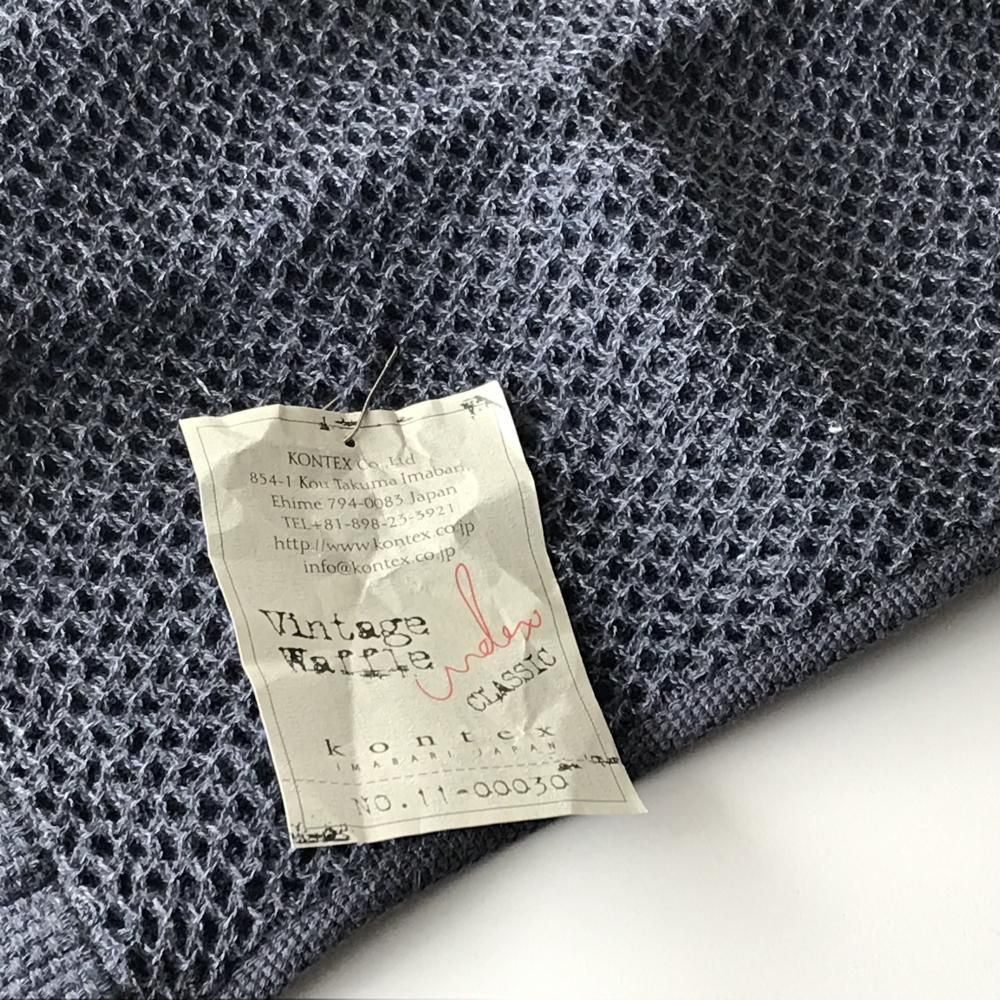 KONTEX Co.,Ltd
854-1 Kou Takuma Imabari,
Ehime 794-0083 Japan
TEL+81-898-23-3921
http://www.kontex.co.jp
info@kontex.co.jp
Vintage
Waffle
index
CLASSIC
kontex
IMABARI JAPAN
NO.11-00030